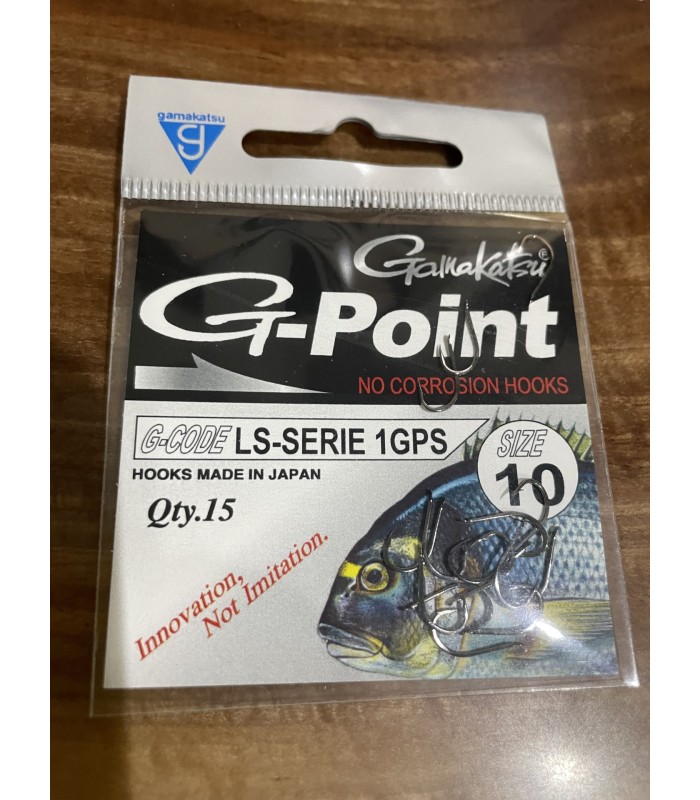 gamakatsu
g
Gamakatsu®
G-Point
NO CORROSION HOOKS
G-CODE LS-SERIE 1GPS
SIZE
10
HOOKS MADE IN JAPAN
Qty.15
Innovation,
Not Imitation.